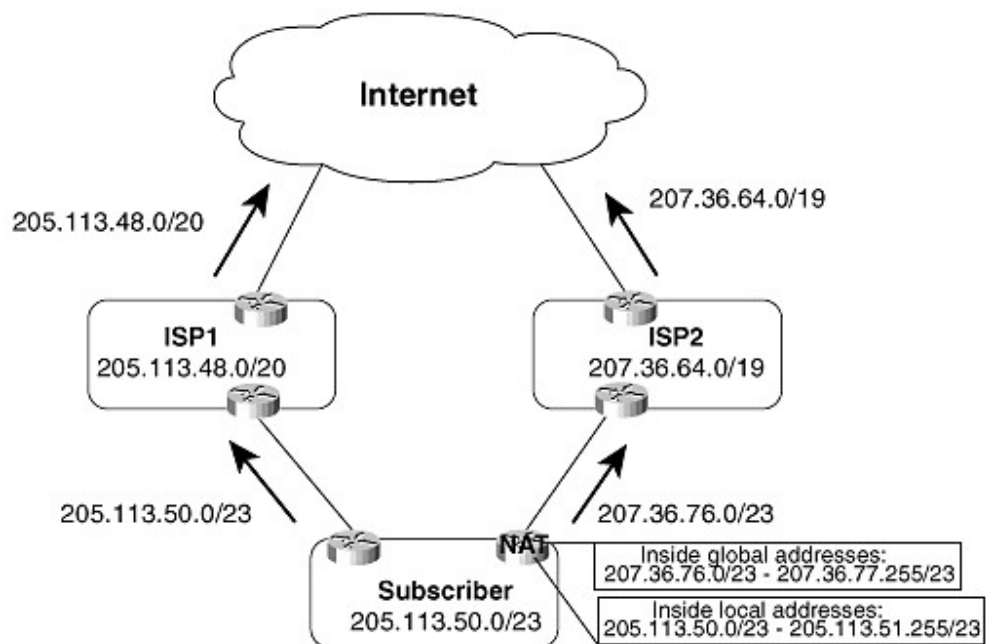 Internet
205.113.48.0/20
207.36.64.0/19
ISP1
205.113.48.0/20
ISP2
207.36.64.0/19
205.113.50.0/23
207.36.76.0/23
NAT
Inside global addresses:
207.36.76.0/23 - 207.36.77.255/23
Subscriber
205.113.50.0/23
Inside local addresses:
205.113.50.0/23 - 205.113.51.255/23